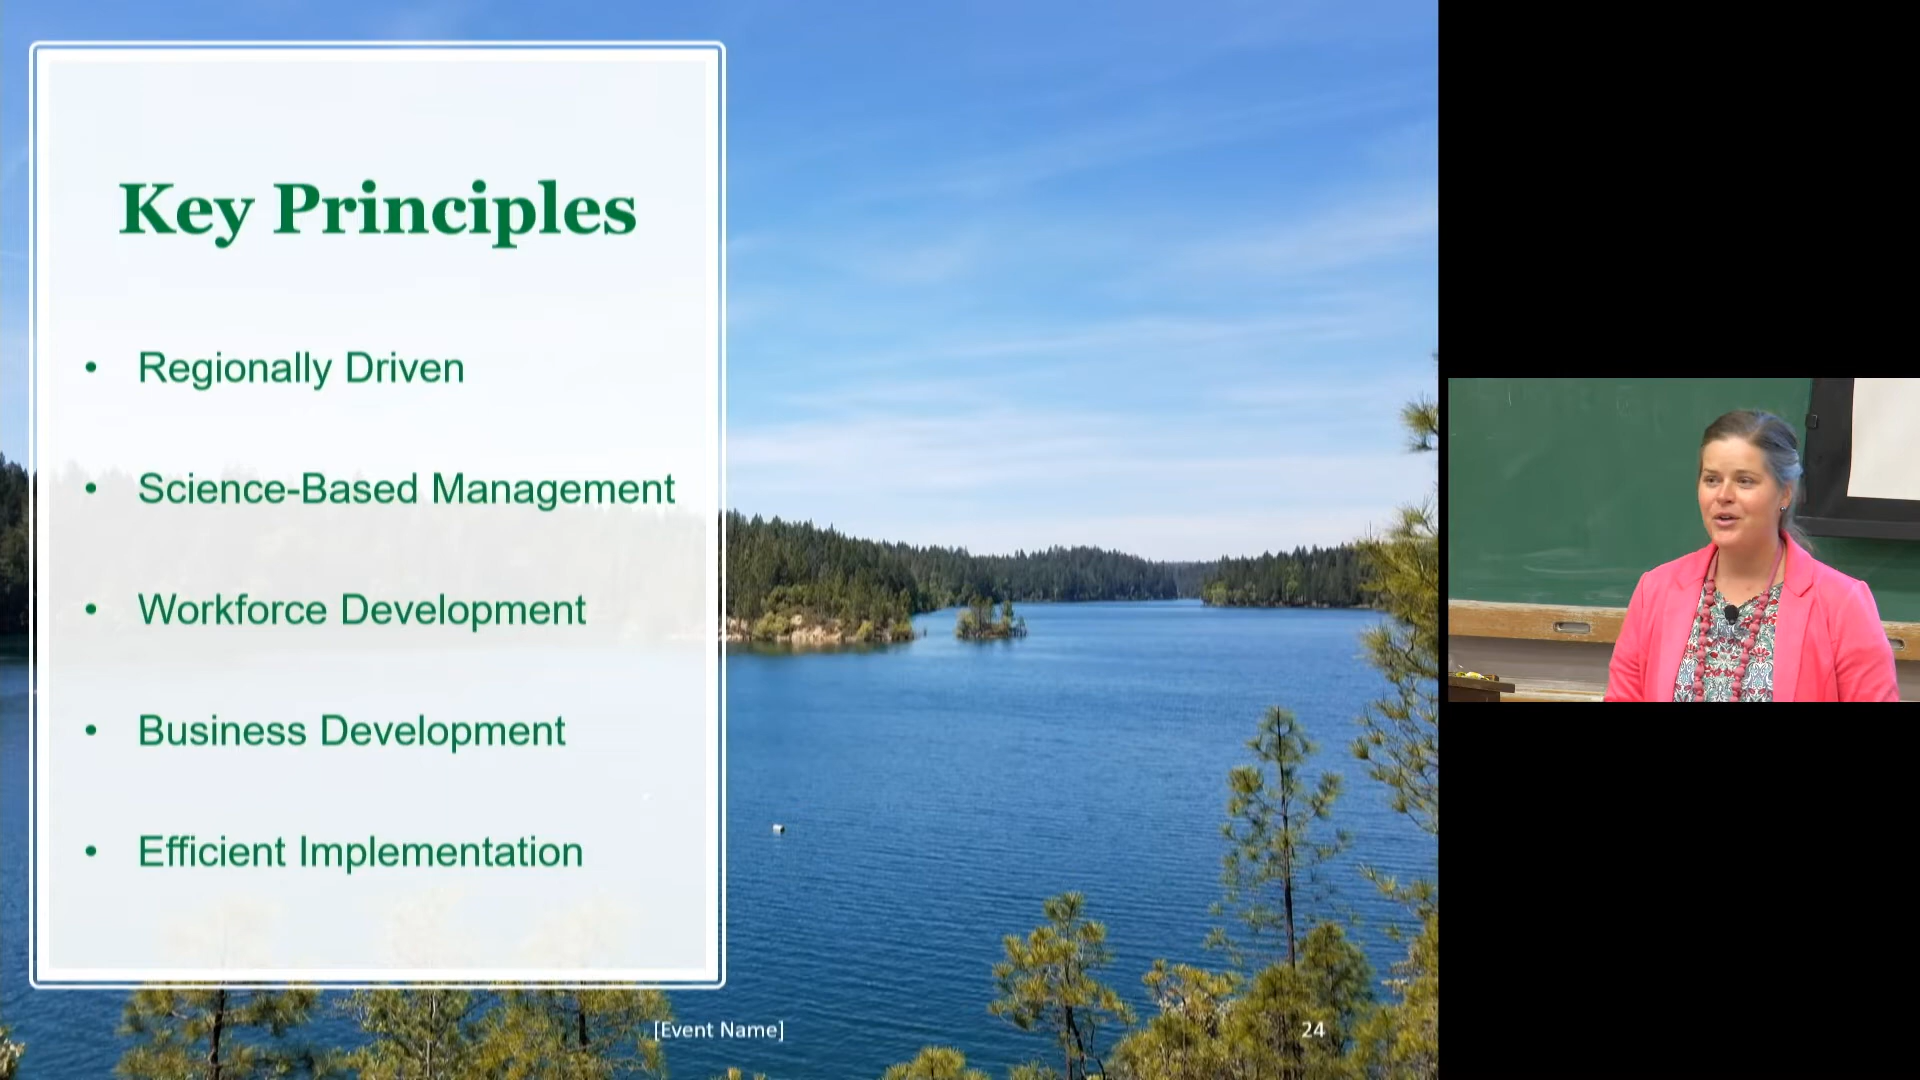 Key Principles
• Regionally Driven
• Science-Based Management
• Workforce Development
• Business Development
• Efficient Implementation
[Event Name]
24